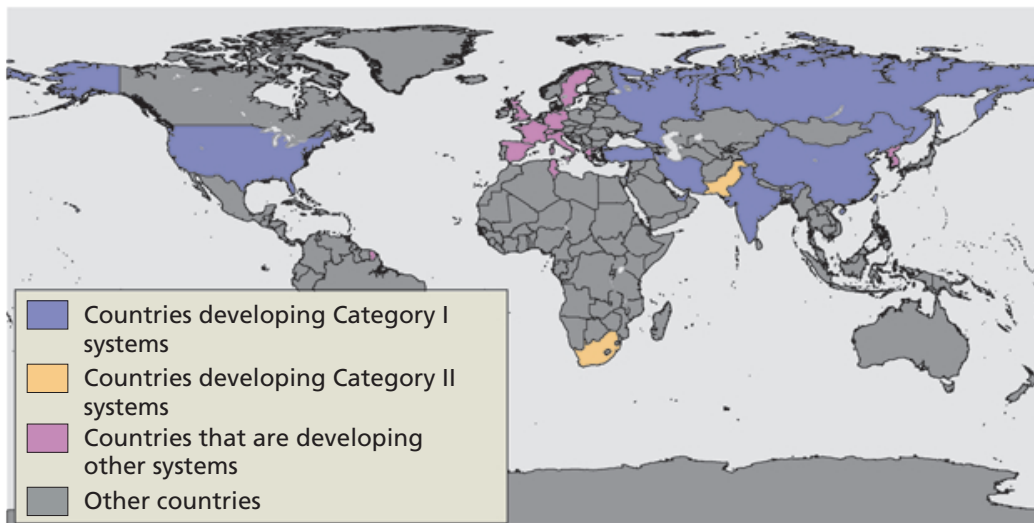 Countries developing Category I
systems
Countries developing Category II
systems
Countries that are developing
other systems
Other countries